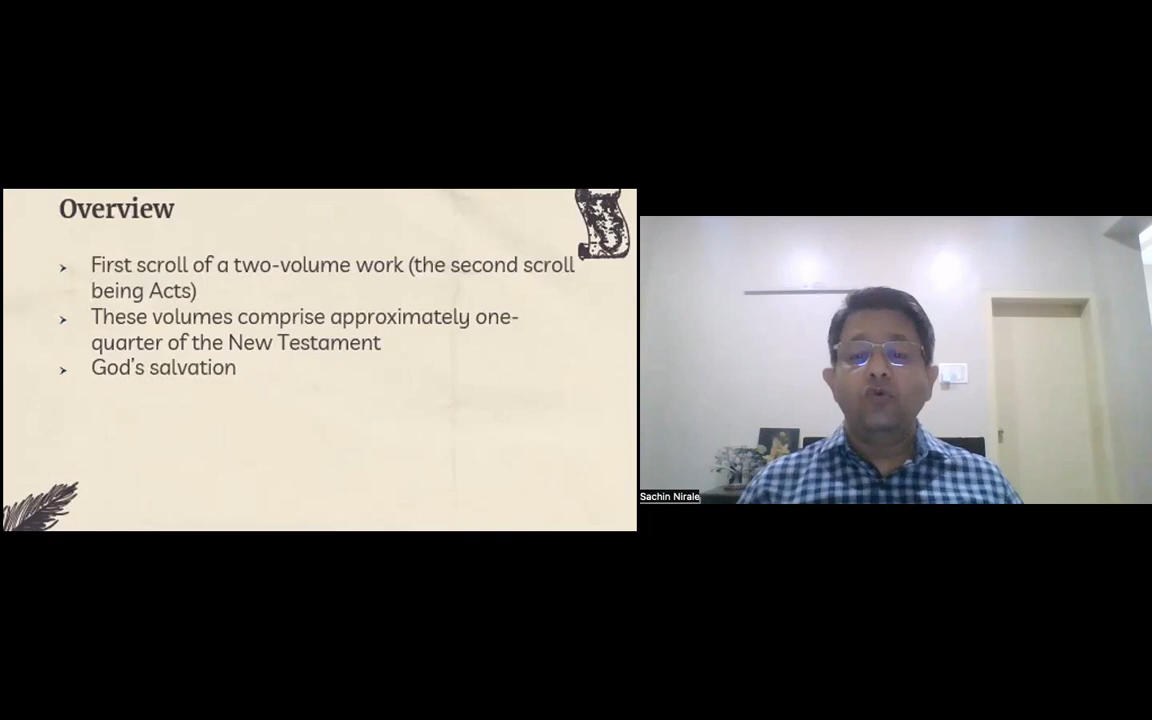 Overview
➤ First scroll of a two-volume work (the second scroll
being Acts)
➤ These volumes comprise approximately one-
quarter of the New Testament
➤ God's salvation
Sachin Nirale